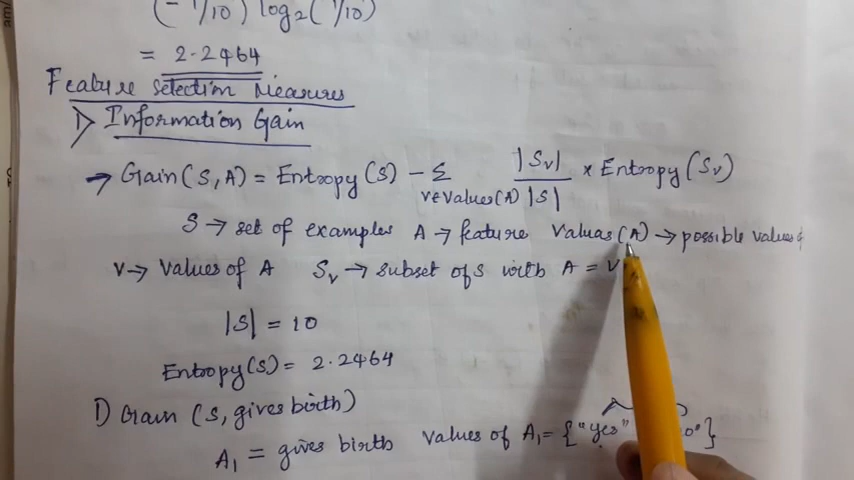 (- 1/10) log2(1/10)
= 2.2464
Feature Selection Measures
1) Information Gain
→ Gain(S, A) = Entropy(S) - Σ v∈values(A) |Sv|/|S| × Entropy(Sv)
S → set of examples A → feature Values(A) → possible values of
v → values of A Sv → subset of S with A = v
|S| = 10
Entropy(S) = 2.2464
1) Gain (S, gives birth)
A1 = gives birth values of A1 = {"yes" "no"}